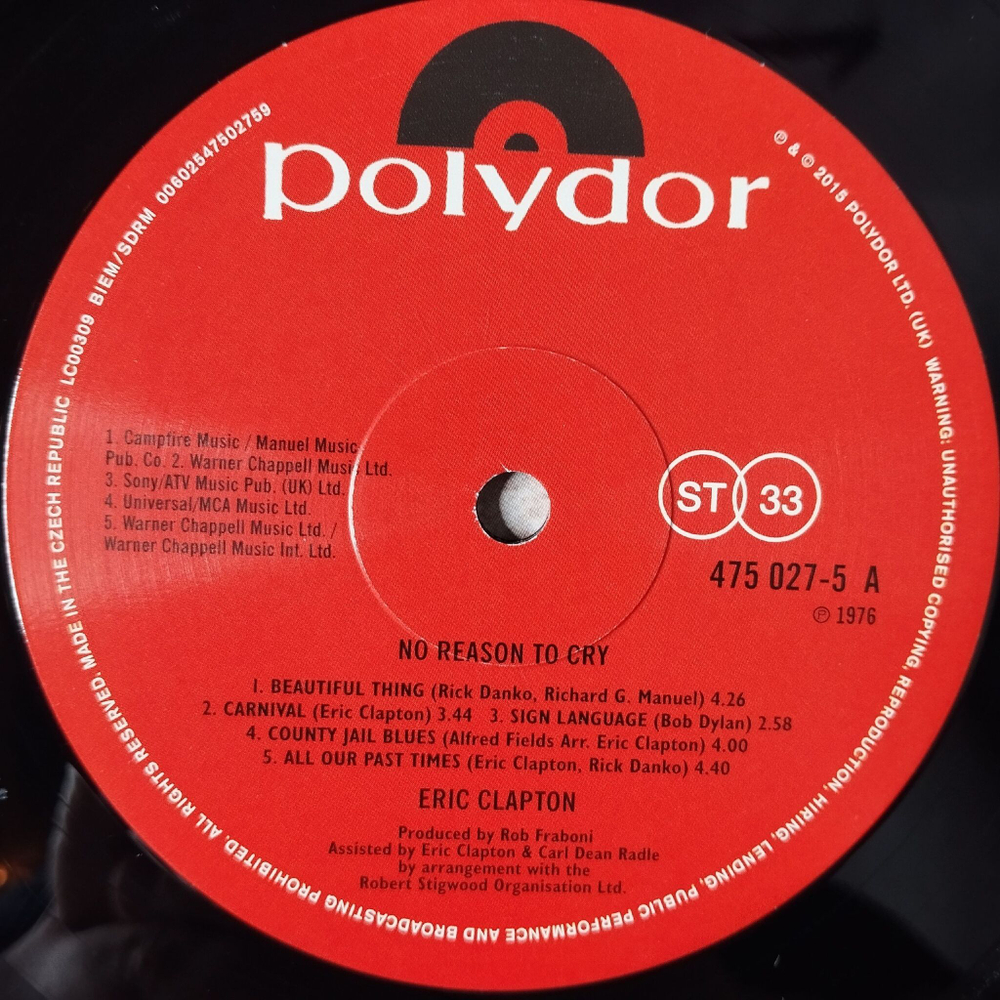 polydor
MADE IN THE CZECH REPUBLIC LC00309 BIEM/SDRM 00602547502759
℗ & © 2015 POLYDOR LTD. (UK) WARNING: UNAUTHORISED COPYING, REPRODUCTION, HIRING, LENDING, PUBLIC PERFORMANCE AND BROADCASTING PROHIBITED. ALL RIGHTS RESERVED.
1. Campfire Music / Manuel Music
Pub. Co. 2. Warner Chappell Music Ltd.
3. Sony/ATV Music Pub. (UK) Ltd.
4. Universal/MCA Music Ltd.
5. Warner Chappell Music Ltd. /
Warner Chappell Music Int. Ltd.
ST 33
475 027-5 A
℗ 1976
NO REASON TO CRY
1. BEAUTIFUL THING (Rick Danko, Richard G. Manuel) 4.26
2. CARNIVAL (Eric Clapton) 3.44 3. SIGN LANGUAGE (Bob Dylan) 2.58
4. COUNTY JAIL BLUES (Alfred Fields Arr. Eric Clapton) 4.00
5. ALL OUR PAST TIMES (Eric Clapton, Rick Danko) 4.40
ERIC CLAPTON
Produced by Rob Fraboni
Assisted by Eric Clapton & Carl Dean Radle
by arrangement with the
Robert Stigwood Organisation Ltd.